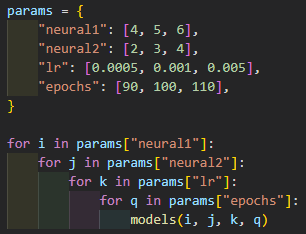 params = {
    "neural1": [4, 5, 6],
    "neural2": [2, 3, 4],
    "lr": [0.0005, 0.001, 0.005],
    "epochs": [90, 100, 110],
}

for i in params["neural1"]:
    for j in params["neural2"]:
        for k in params["lr"]:
            for q in params["epochs"]:
                models(i, j, k, q)